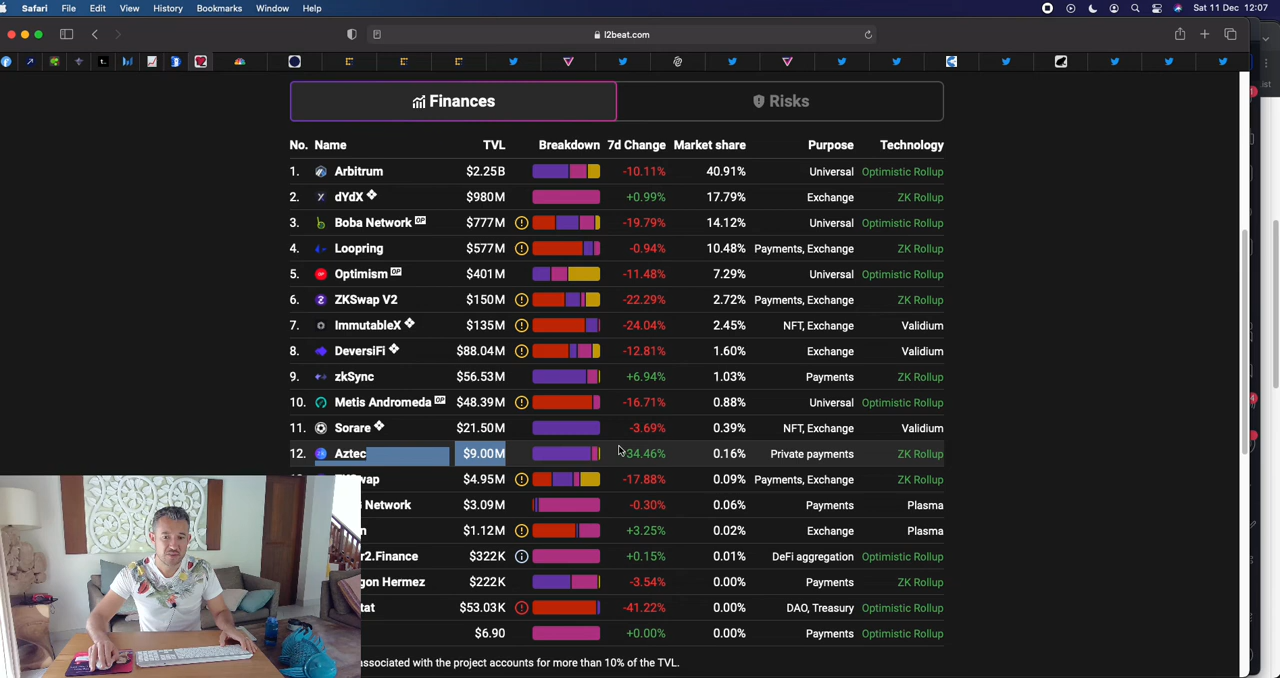 Safari File Edit View History Bookmarks Window Help Sat 11 Dec 12:07
l2beat.com
Finances Risks
No. Name TVL Breakdown 7d Change Market share Purpose Technology
1. Arbitrum $2.25B -10.11% 40.91% Universal Optimistic Rollup
2. dYdX $980M +0.99% 17.79% Exchange ZK Rollup
3. Boba Network OP $777M -19.79% 14.12% Universal Optimistic Rollup
4. Loopring $577M -0.94% 10.48% Payments, Exchange ZK Rollup
5. Optimism OP $401M -11.48% 7.29% Universal Optimistic Rollup
6. ZKSwap V2 $150M -22.29% 2.72% Payments, Exchange ZK Rollup
7. ImmutableX $135M -24.04% 2.45% NFT, Exchange Validium
8. DeversiFi $88.04M -12.81% 1.60% Exchange Validium
9. zkSync $56.53M +6.94% 1.03% Payments ZK Rollup
10. Metis Andromeda OP $48.39M -16.71% 0.88% Universal Optimistic Rollup
11. Sorare $21.50M -3.69% 0.39% NFT, Exchange Validium
12. Aztec $9.00M 34.46% 0.16% Private payments ZK Rollup
$4.95M -17.88% 0.09% Payments, Exchange ZK Rollup
Network $3.09M -0.30% 0.06% Payments Plasma
$1.12M +3.25% 0.02% Exchange Plasma
r2.Finance $322K +0.15% 0.01% DeFi aggregation Optimistic Rollup
gon Hermez $222K -3.54% 0.00% Payments ZK Rollup
tat $53.03K -41.22% 0.00% DAO, Treasury Optimistic Rollup
$6.90 +0.00% 0.00% Payments Optimistic Rollup
associated with the project accounts for more than 10% of the TVL.